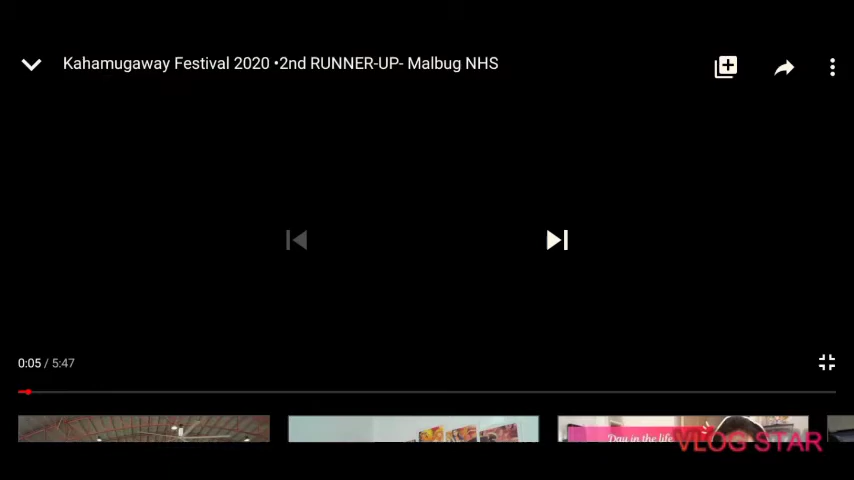 Kahamugaway Festival 2020 •2nd RUNNER-UP- Malbug NHS
0:05 / 5:47
Day in the life
VLOG STAR